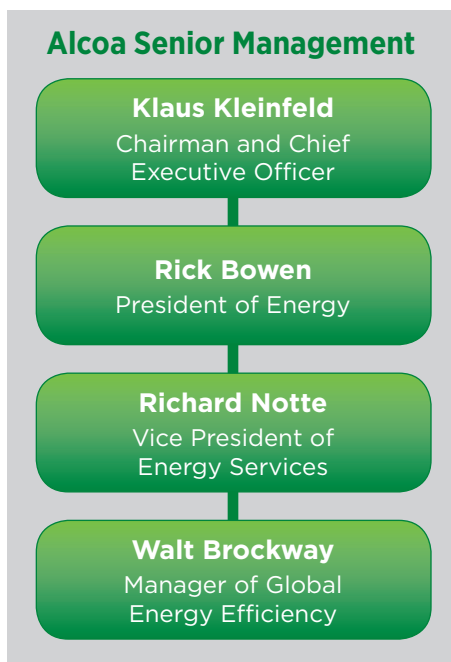 Alcoa Senior Management
Klaus Kleinfeld
Chairman and Chief
Executive Officer
Rick Bowen
President of Energy
Richard Notte
Vice President of
Energy Services
Walt Brockway
Manager of Global
Energy Efficiency